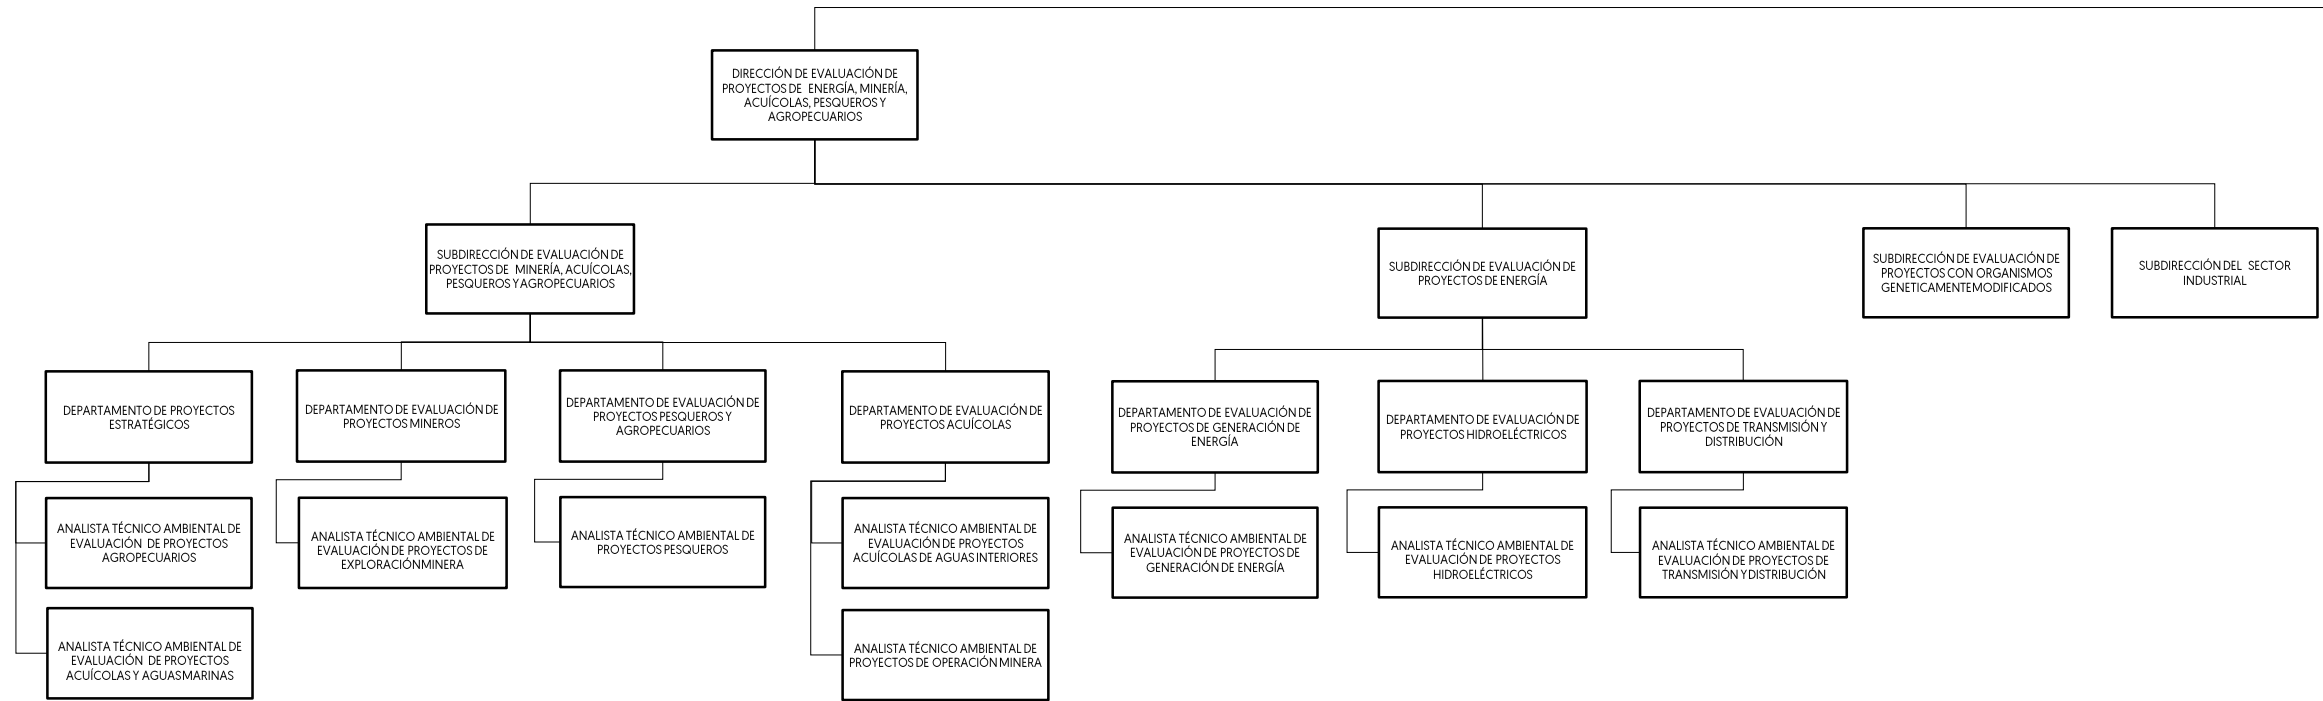 DIRECCIÓN DE EVALUACIÓN DE
PROYECTOS DE ENERGÍA, MINERÍA,
ACUÍCOLAS, PESQUEROS Y
AGROPECUARIOS
SUBDIRECCIÓN DE EVALUACIÓN DE
PROYECTOS DE MINERÍA, ACUÍCOLAS,
PESQUEROS Y AGROPECUARIOS
SUBDIRECCIÓN DE EVALUACIÓN DE
PROYECTOS DE ENERGÍA
SUBDIRECCIÓN DE EVALUACIÓN DE
PROYECTOS CON ORGANISMOS
GENETICAMENTE MODIFICADOS
SUBDIRECCIÓN DEL SECTOR
INDUSTRIAL
DEPARTAMENTO DE PROYECTOS
ESTRATÉGICOS
DEPARTAMENTO DE EVALUACIÓN DE
PROYECTOS MINEROS
DEPARTAMENTO DE EVALUACIÓN DE
PROYECTOS PESQUEROS Y
AGROPECUARIOS
DEPARTAMENTO DE EVALUACIÓN DE
PROYECTOS ACUÍCOLAS
DEPARTAMENTO DE EVALUACIÓN DE
PROYECTOS DE GENERACIÓN DE
ENERGÍA
DEPARTAMENTO DE EVALUACIÓN DE
PROYECTOS HIDROELÉCTRICOS
DEPARTAMENTO DE EVALUACIÓN DE
PROYECTOS DE TRANSMISIÓN Y
DISTRIBUCIÓN
ANALISTA TÉCNICO AMBIENTAL DE
EVALUACIÓN DE PROYECTOS
AGROPECUARIOS
ANALISTA TÉCNICO AMBIENTAL DE
EVALUACIÓN DE PROYECTOS DE
EXPLORACIÓN MINERA
ANALISTA TÉCNICO AMBIENTAL DE
PROYECTOS PESQUEROS
ANALISTA TÉCNICO AMBIENTAL DE
EVALUACIÓN DE PROYECTOS
ACUÍCOLAS DE AGUAS INTERIORES
ANALISTA TÉCNICO AMBIENTAL DE
EVALUACIÓN DE PROYECTOS DE
GENERACIÓN DE ENERGÍA
ANALISTA TÉCNICO AMBIENTAL DE
EVALUACIÓN DE PROYECTOS
HIDROELÉCTRICOS
ANALISTA TÉCNICO AMBIENTAL DE
EVALUACIÓN DE PROYECTOS DE
TRANSMISIÓN Y DISTRIBUCIÓN
ANALISTA TÉCNICO AMBIENTAL DE
EVALUACIÓN DE PROYECTOS
ACUÍCOLAS Y AGUAS MARINAS
ANALISTA TÉCNICO AMBIENTAL DE
PROYECTOS DE OPERACIÓN MINERA